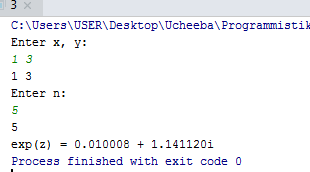 3
C:\Users\USER\Desktop\Ucheeba\Programmistik
Enter x, y:
1 3
1 3
Enter n:
5
5
exp(z) = 0.010008 + 1.141120i
Process finished with exit code 0